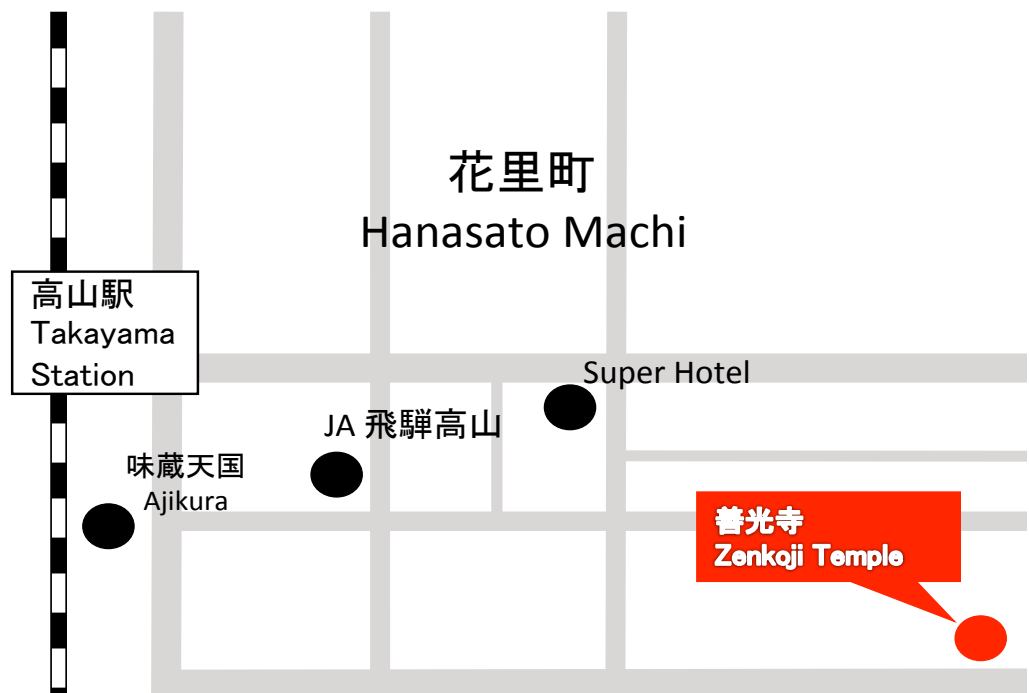 花里町
Hanasato Machi
高山駅
Takayama
Station
Super Hotel
JA 飛騨高山
味蔵天国
Ajikura
善光寺
Zenkoji Temple